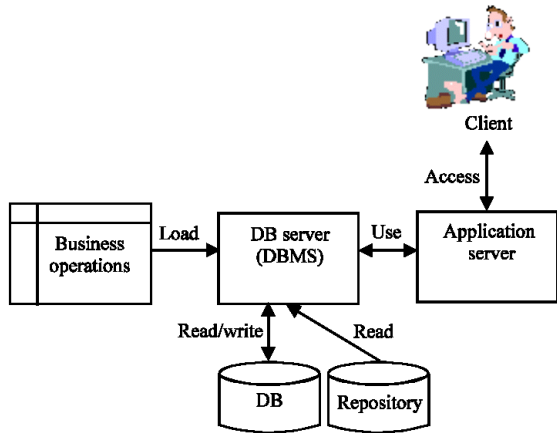 Client
Access
Business
operations
Load
DB server
(DBMS)
Use
Application
server
Read/write
Read
DB
Repository